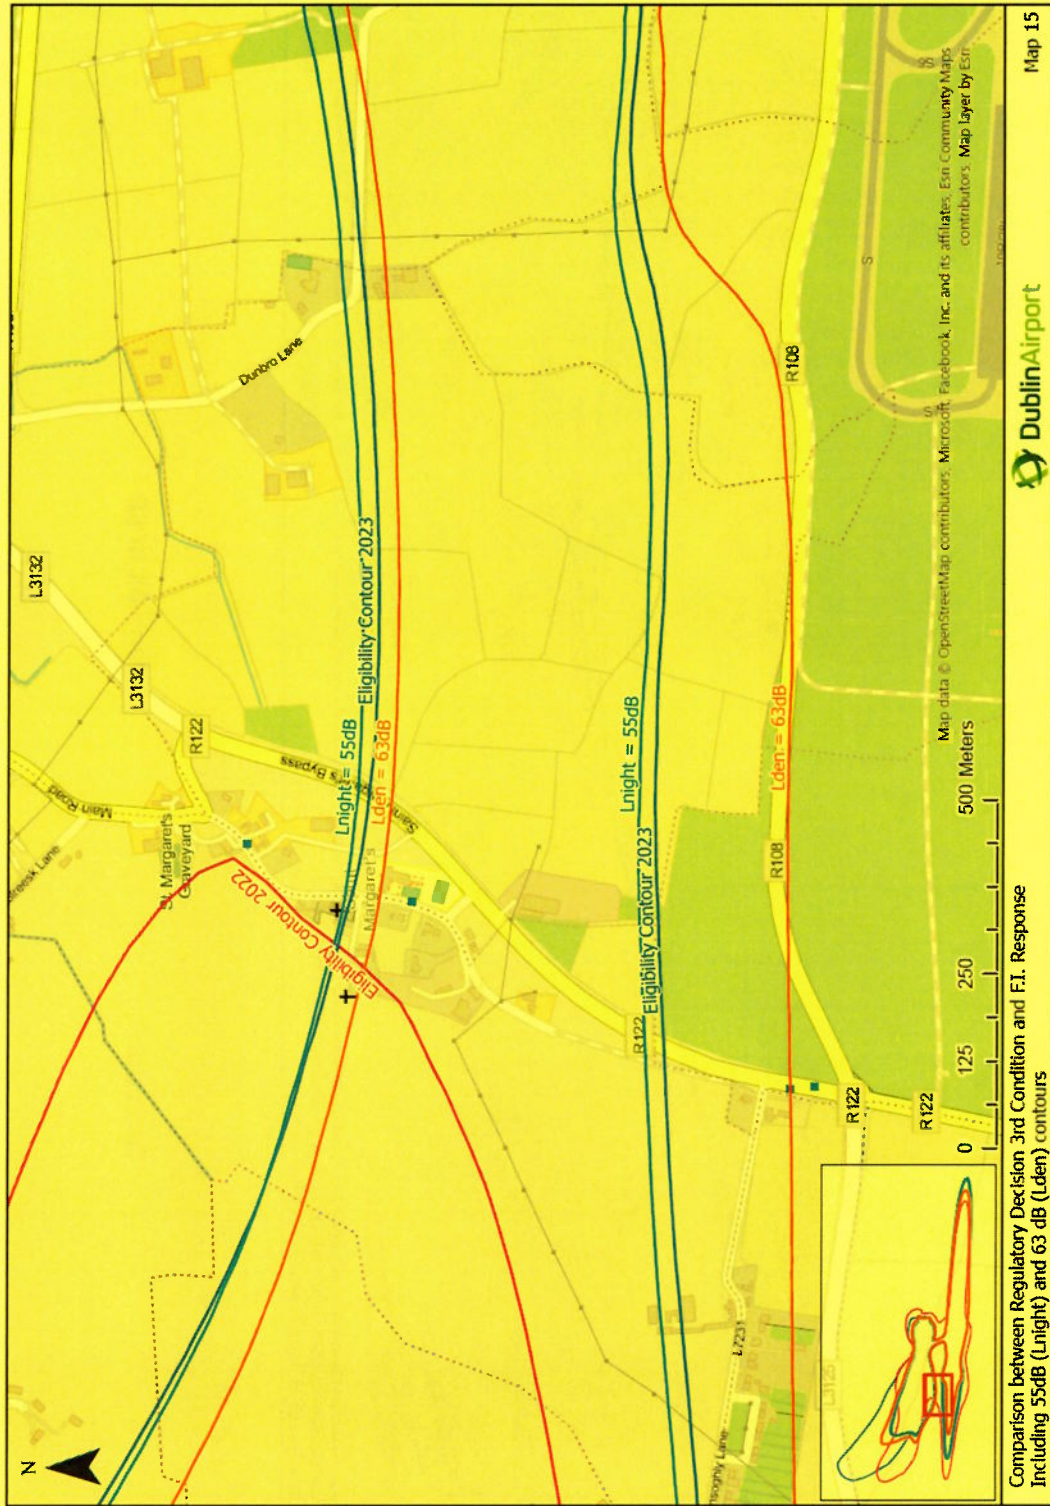 N
L3132
L3132
R122
Main Road
St. Margaret's
Graveyard
Dunbro Lane
Eligibility Contour 2022
Lnight = 55dB
Eligibility Contour 2023
Lden = 63dB
Margaret's
Lnight = 55dB
Eligibility Contour 2023
R122
Lden = 63dB
R108
R108
R122
R122
L7231
S
S
S
0 125 250 500 Meters
Map data © OpenStreetMap contributors, Microsoft, Facebook, Inc. and its affiliates, Esri Community Maps
contributors, Map layer by Esri
Comparison between Regulatory Decision 3rd Condition and F.I. Response
Including 55dB (Lnight) and 63 dB (Lden) contours
DublinAirport
Map 15